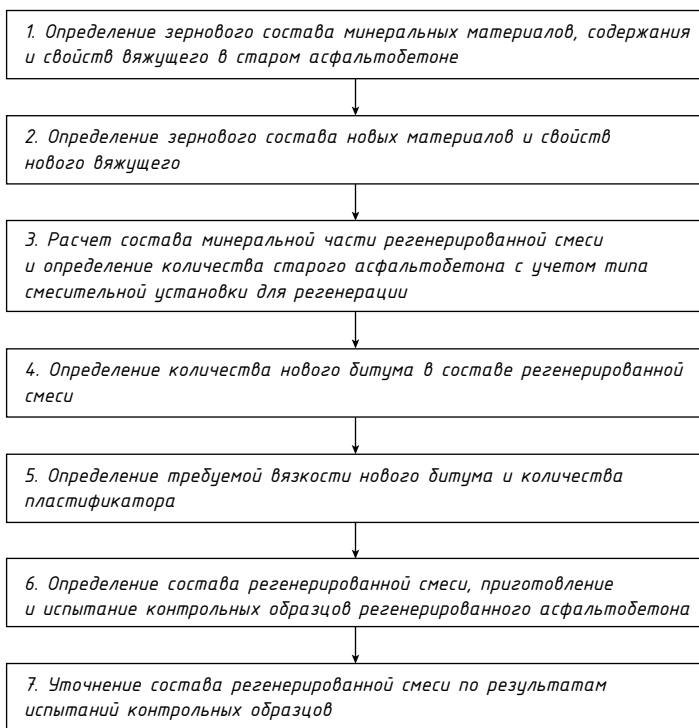 1. Определение зернового состава минеральных материалов, содержания
и свойств вяжущего в старом асфальтобетоне
2. Определение зернового состава новых материалов и свойств
нового вяжущего
3. Расчет состава минеральной части регенерированной смеси
и определение количества старого асфальтобетона с учетом типа
смесительной установки для регенерации
4. Определение количества нового битума в составе регенерированной
смеси
5. Определение требуемой вязкости нового битума и количества
пластификатора
6. Определение состава регенерированной смеси, приготовление
и испытание контрольных образцов регенерированного асфальтобетона
7. Уточнение состава регенерированной смеси по результатам
испытаний контрольных образцов